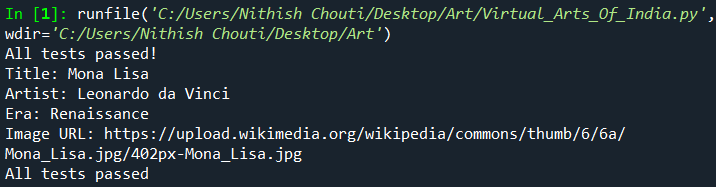 In [1]: runfile('C:/Users/Nithish Chouti/Desktop/Art/Virtual_Arts_Of_India.py',
wdir='C:/Users/Nithish Chouti/Desktop/Art')
All tests passed!
Title: Mona Lisa
Artist: Leonardo da Vinci
Era: Renaissance
Image URL: https://upload.wikimedia.org/wikipedia/commons/thumb/6/6a/
Mona_Lisa.jpg/402px-Mona_Lisa.jpg
All tests passed